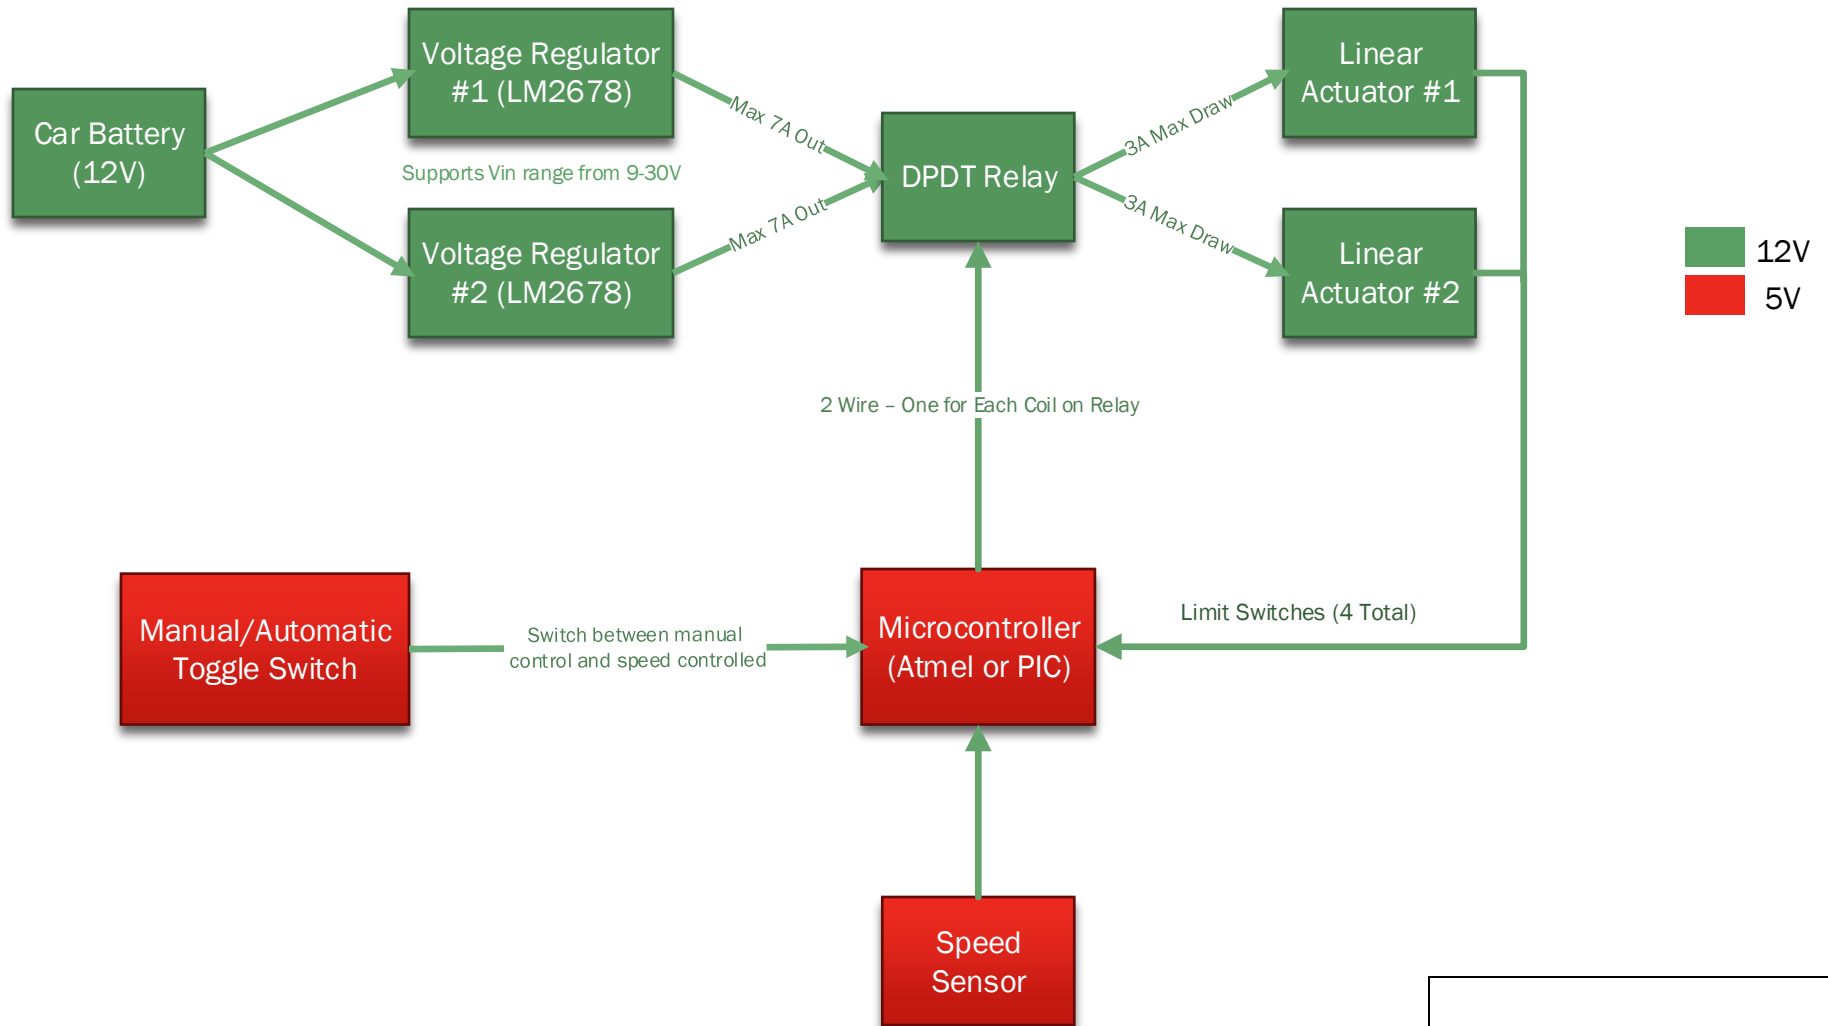 Car Battery
(12V)
Voltage Regulator
#1 (LM2678)
Supports Vin range from 9-30V
Voltage Regulator
#2 (LM2678)
Max 7A Out
Max 7A Out
DPDT Relay
3A Max Draw
3A Max Draw
Linear
Actuator #1
Linear
Actuator #2
12V
5V
2 Wire – One for Each Coil on Relay
Manual/Automatic
Toggle Switch
Switch between manual
control and speed controlled
Microcontroller
(Atmel or PIC)
Limit Switches (4 Total)
Speed
Sensor